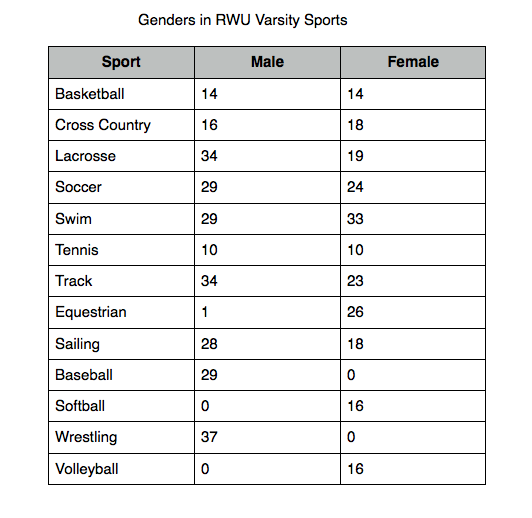 Genders in RWU Varsity Sports
Sport Male Female
Basketball 14 14
Cross Country 16 18
Lacrosse 34 19
Soccer 29 24
Swim 29 33
Tennis 10 10
Track 34 23
Equestrian 1 26
Sailing 28 18
Baseball 29 0
Softball 0 16
Wrestling 37 0
Volleyball 0 16